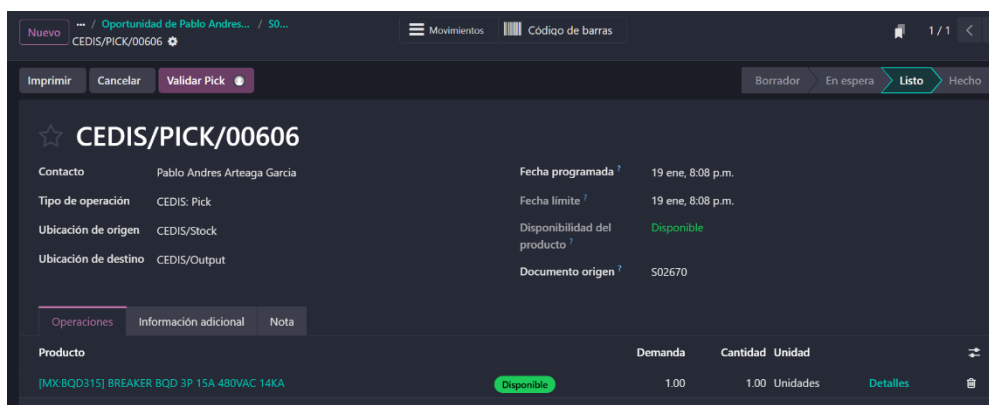 Nuevo ··· / Oportunidad de Pablo Andres... / S0...
CEDIS/PICK/00606
Movimientos
Código de barras
1 / 1
Imprimir Cancelar Validar Pick
Borrador En espera Listo Hecho
CEDIS/PICK/00606
Contacto Pablo Andres Arteaga Garcia
Fecha programada ? 19 ene, 8:08 p.m.
Tipo de operación CEDIS: Pick
Fecha límite ? 19 ene, 8:08 p.m.
Ubicación de origen CEDIS/Stock
Disponibilidad del
producto ? Disponible
Ubicación de destino CEDIS/Output
Documento origen ? S02670
Operaciones Información adicional Nota
Producto Demanda Cantidad Unidad
[MX:BQD315] BREAKER BQD 3P 15A 480VAC 14KA Disponible 1.00 1.00 Unidades Detalles